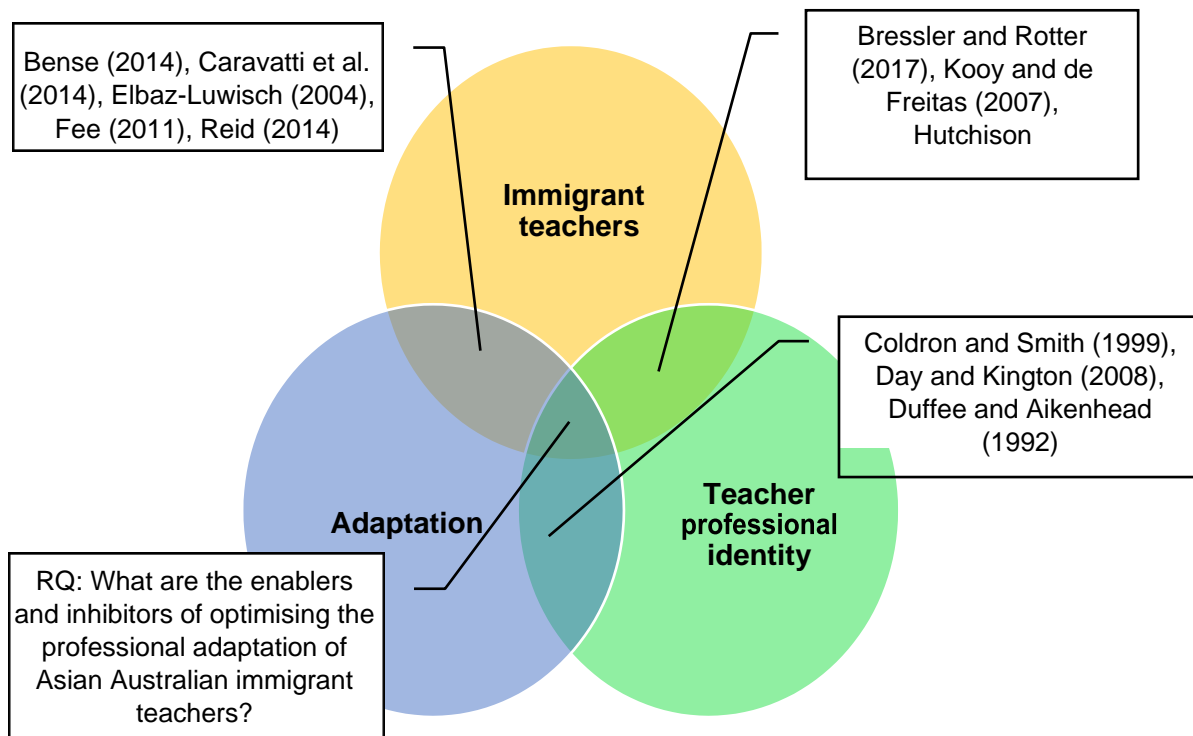 Bense (2014), Caravatti et al.
(2014), Elbaz-Luwisch (2004),
Fee (2011), Reid (2014)
Bressler and Rotter
(2017), Kooy and de
Freitas (2007),
Hutchison
Immigrant
teachers
Coldron and Smith (1999),
Day and Kington (2008),
Duffee and Aikenhead
(1992)
Adaptation
Teacher
professional
identity
RQ: What are the enablers
and inhibitors of optimising the
professional adaptation of
Asian Australian immigrant
teachers?